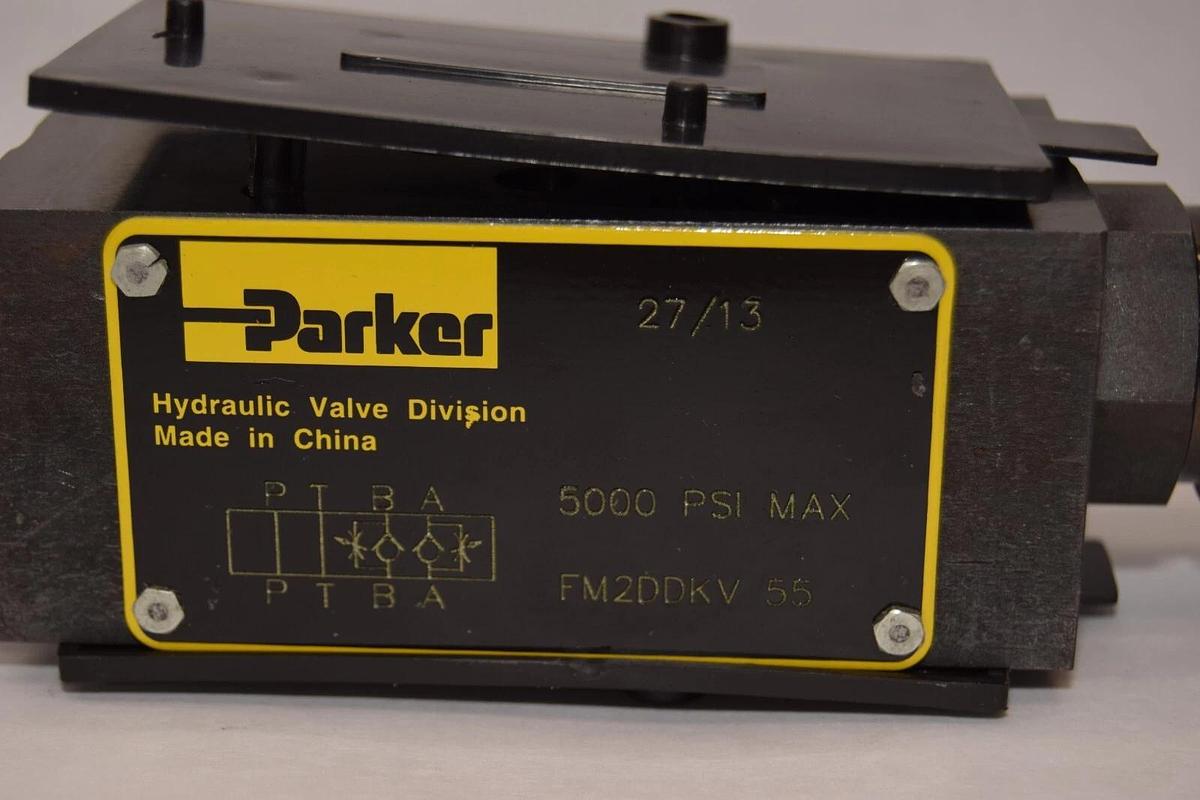 Parker
27/13
Hydraulic Valve Division
Made in China
P T B A
P T B A
5000 PSI MAX
FM2DDKV 55